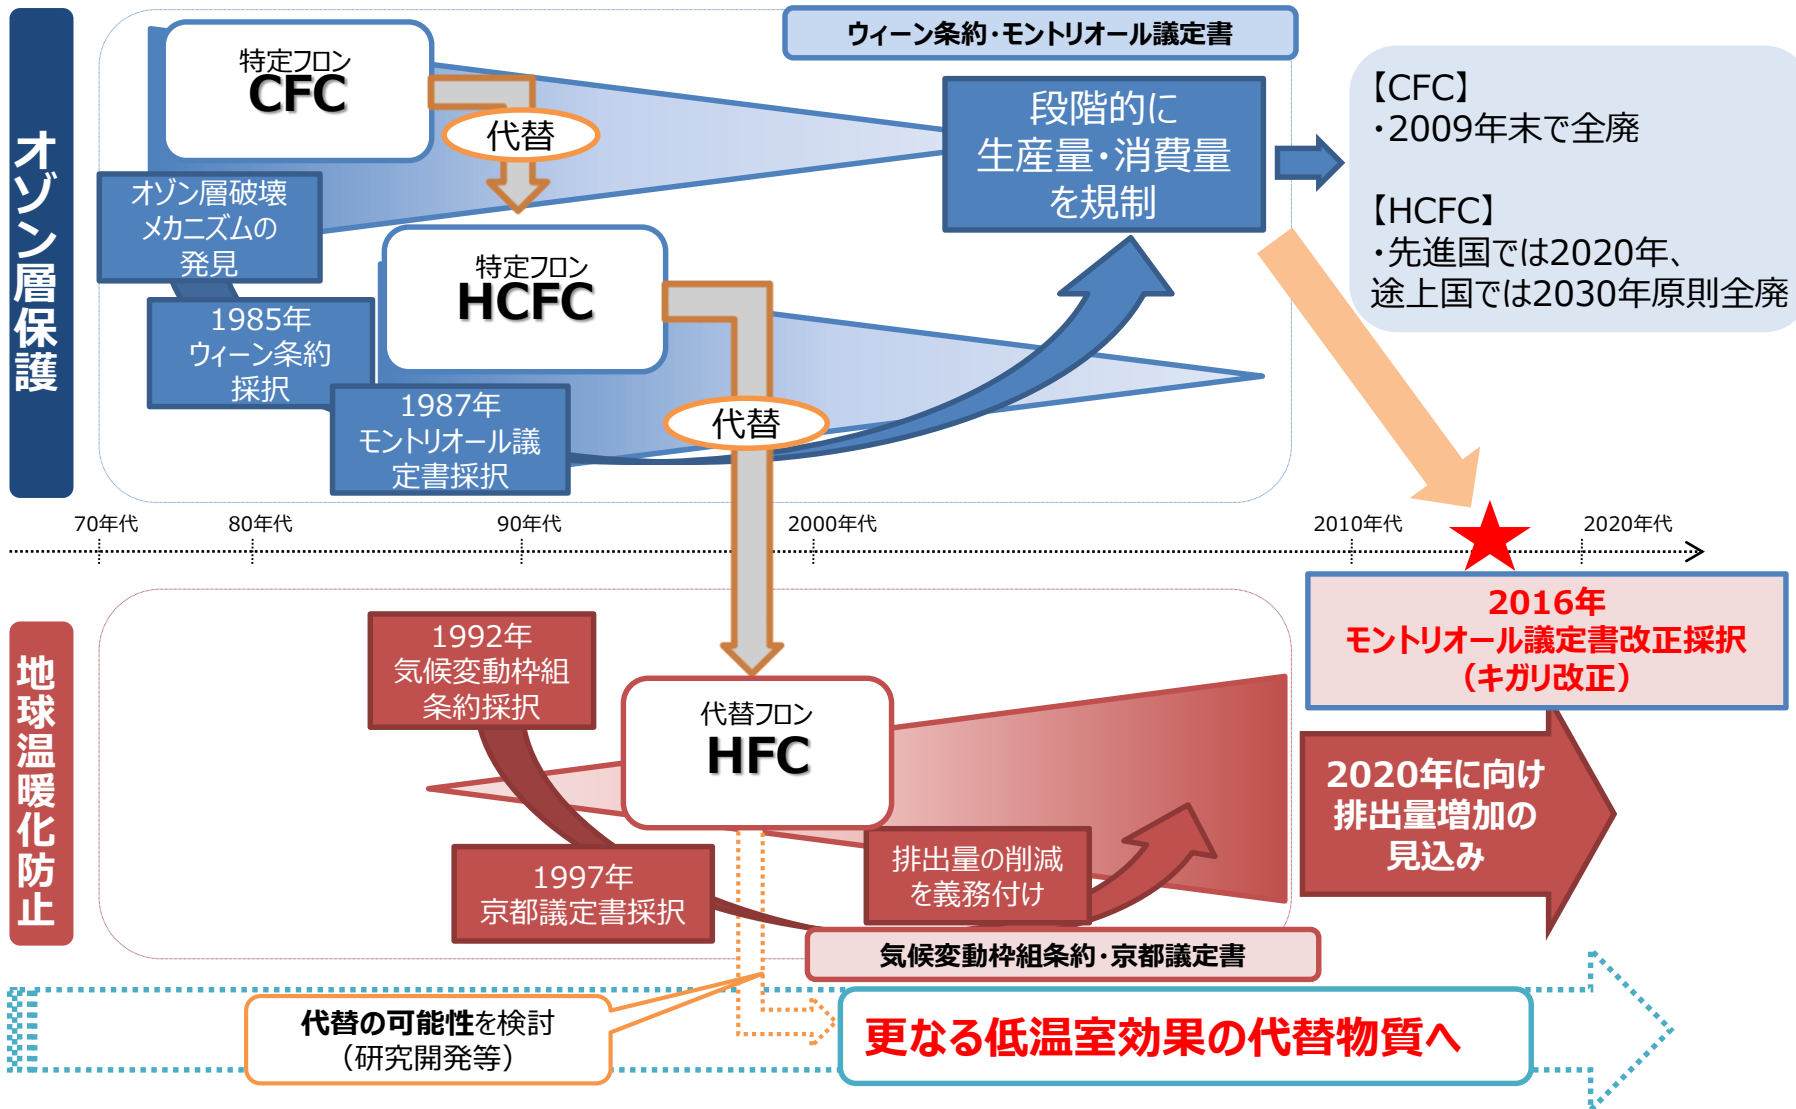 オゾン層保護
ウィーン条約・モントリオール議定書
特定フロン
CFC
代替
段階的に
生産量・消費量
を規制
【CFC】
・2009年末で全廃
【HCFC】
・先進国では2020年、
途上国では2030年原則全廃
オゾン層破壊
メカニズムの
発見
特定フロン
HCFC
1985年
ウィーン条約
採択
1987年
モントリオール議
定書採択
代替
70年代
80年代
90年代
2000年代
2010年代
2020年代
地球温暖化防止
1992年
気候変動枠組
条約採択
代替フロン
HFC
2016年
モントリオール議定書改正採択
（キガリ改正）
2020年に向け
排出量増加の
見込み
1997年
京都議定書採択
排出量の削減
を義務付け
気候変動枠組条約・京都議定書
代替の可能性を検討
（研究開発等）
更なる低温室効果の代替物質へ